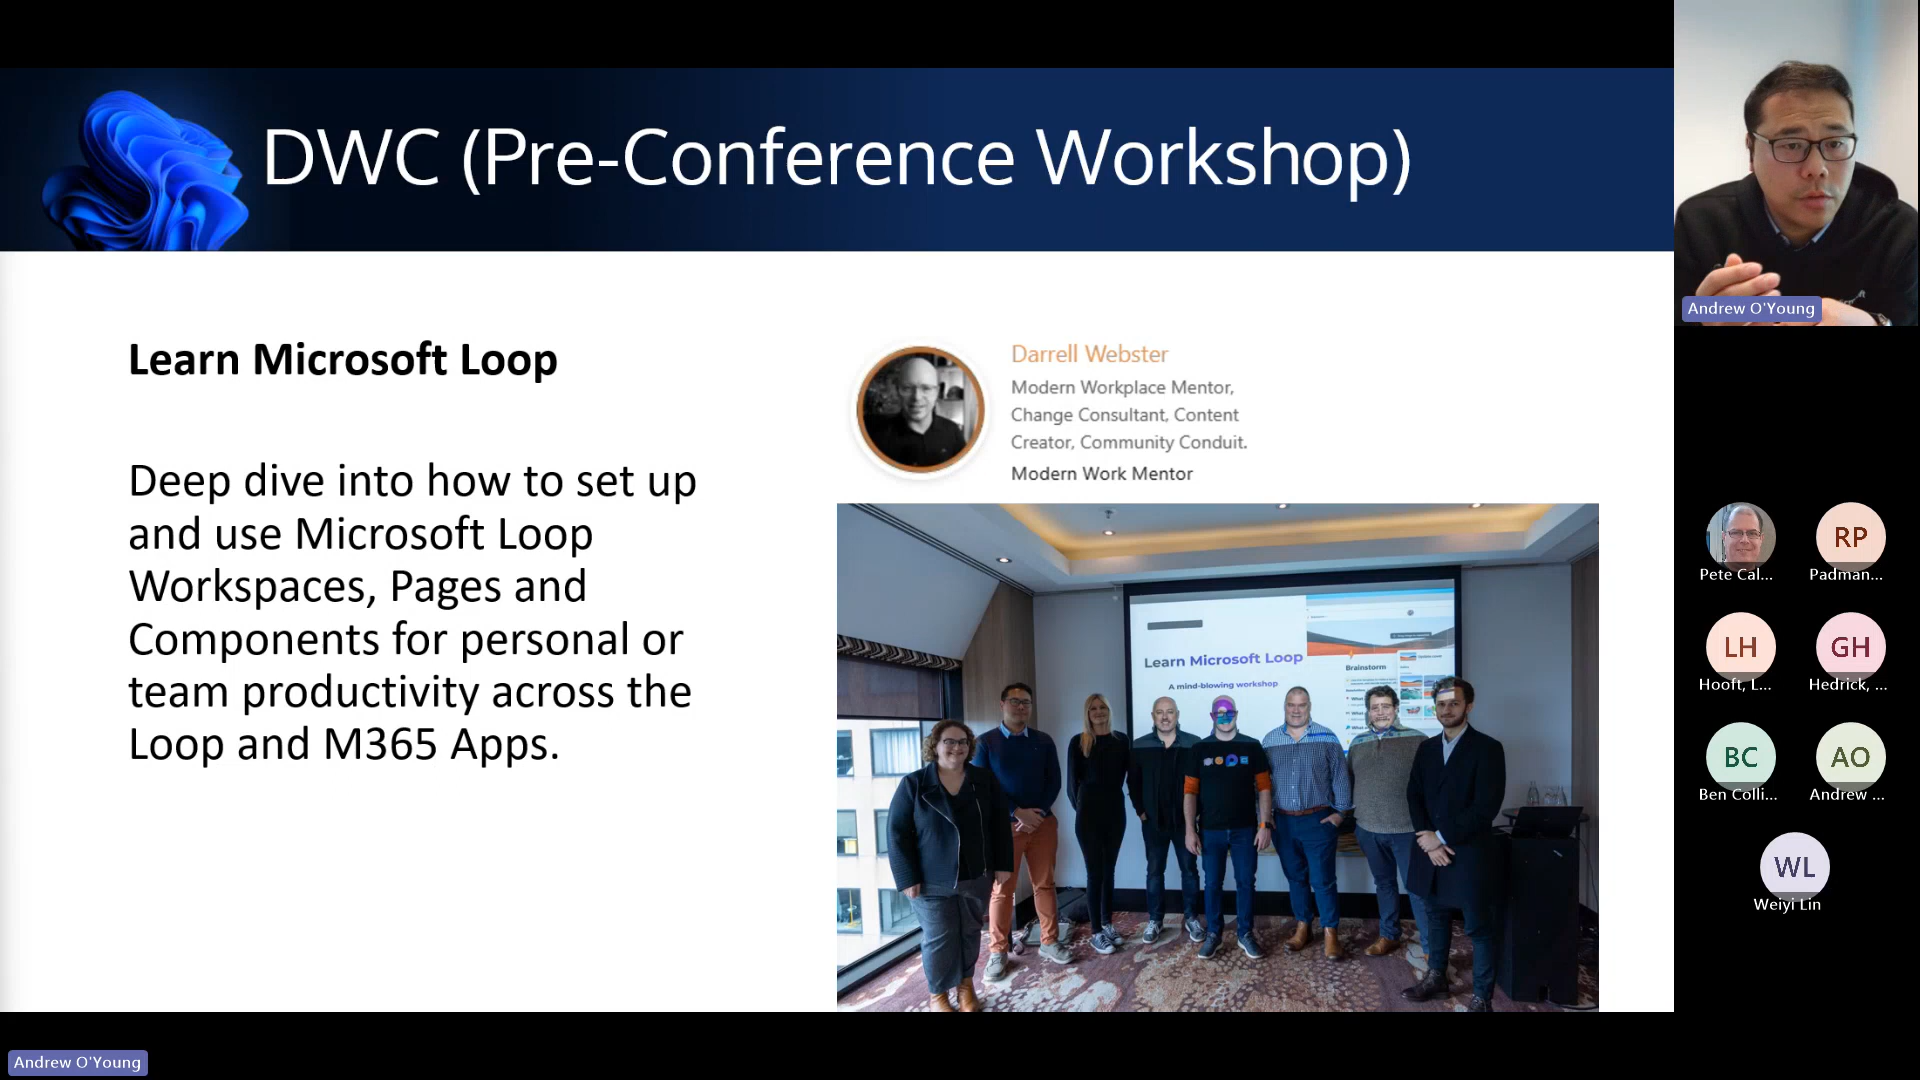 DWC (Pre-Conference Workshop)
Learn Microsoft Loop
Deep dive into how to set up
and use Microsoft Loop
Workspaces, Pages and
Components for personal or
team productivity across the
Loop and M365 Apps.
Darrell Webster
Modern Workplace Mentor,
Change Consultant, Content
Creator, Community Conduit.
Modern Work Mentor
Learn Microsoft Loop
A mind-blowing workshop
Brainstorm
Andrew O'Young
RP
Pete Cal...
Padman...
LH
GH
Hooft, L...
Hedrick, ...
BC
AO
Ben Colli...
Andrew ...
WL
Weiyi Lin
Andrew O'Young